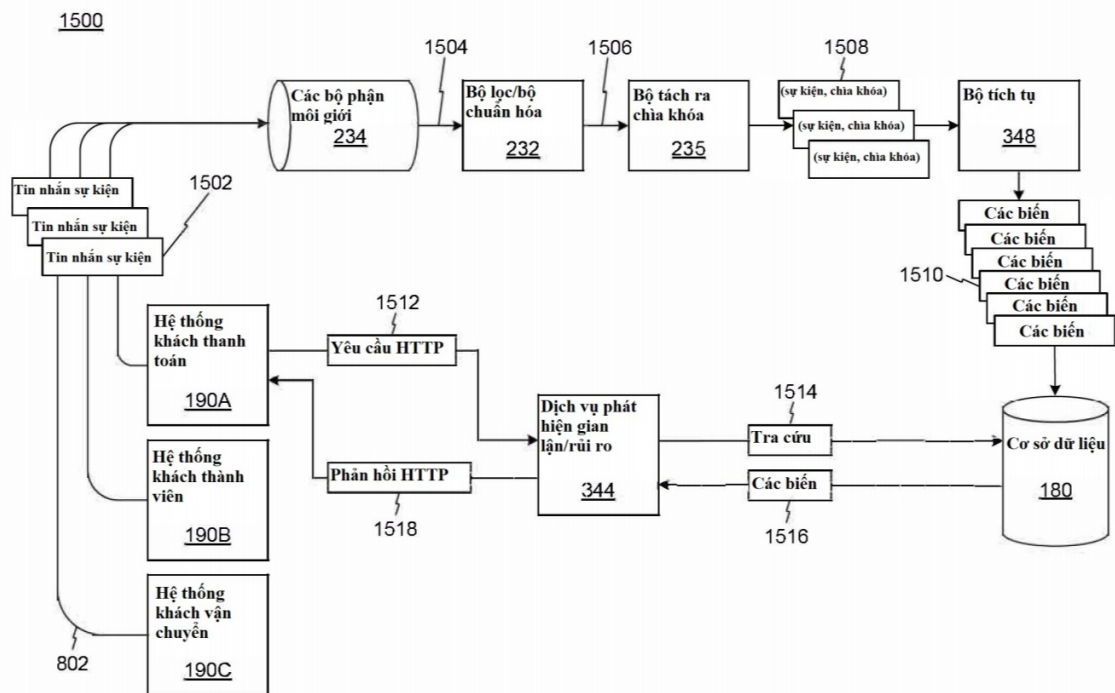 1500
1504
1506
1508
Các bộ phận
môi giới
234
Bộ lọc/bộ
chuẩn hóa
232
Bộ tách ra
chìa khóa
235
(sự kiện, chìa khóa)
(sự kiện, chìa khóa)
(sự kiện, chìa khóa)
Bộ tích tụ
348
Tin nhắn sự kiện
Tin nhắn sự kiện
Tin nhắn sự kiện
1502
Các biến
Các biến
Các biến
Các biến
Các biến
Các biến
1510
Hệ thống
khách thanh
toán
190A
1512
Yêu cầu HTTP
Phản hồi HTTP
1518
Dịch vụ phát
hiện gian
lận/rủi ro
344
1514
Tra cứu
Các biến
1516
Cơ sở dữ liệu
180
Hệ thống
khách thành
viên
190B
Hệ thống
khách vận
chuyển
190C
802